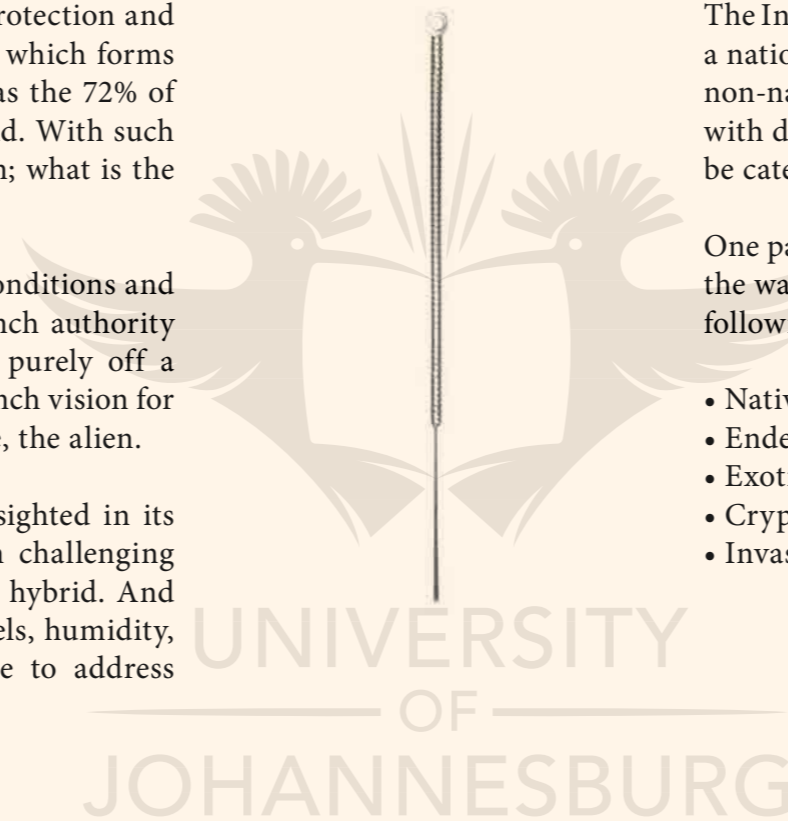 rotection and
which forms
as the 72% of
d. With such
n; what is the
onditions and
nch authority
purely off a
nch vision for
, the alien.
sighted in its
challenging
hybrid. And
els, humidity,
e to address
The In
a natio
non-na
with d
be cate
One pa
the wa
follow
• Nativ
• Ende
• Exot
• Cryp
• Invas
UNIVERSITY
OF
JOHANNESBURG